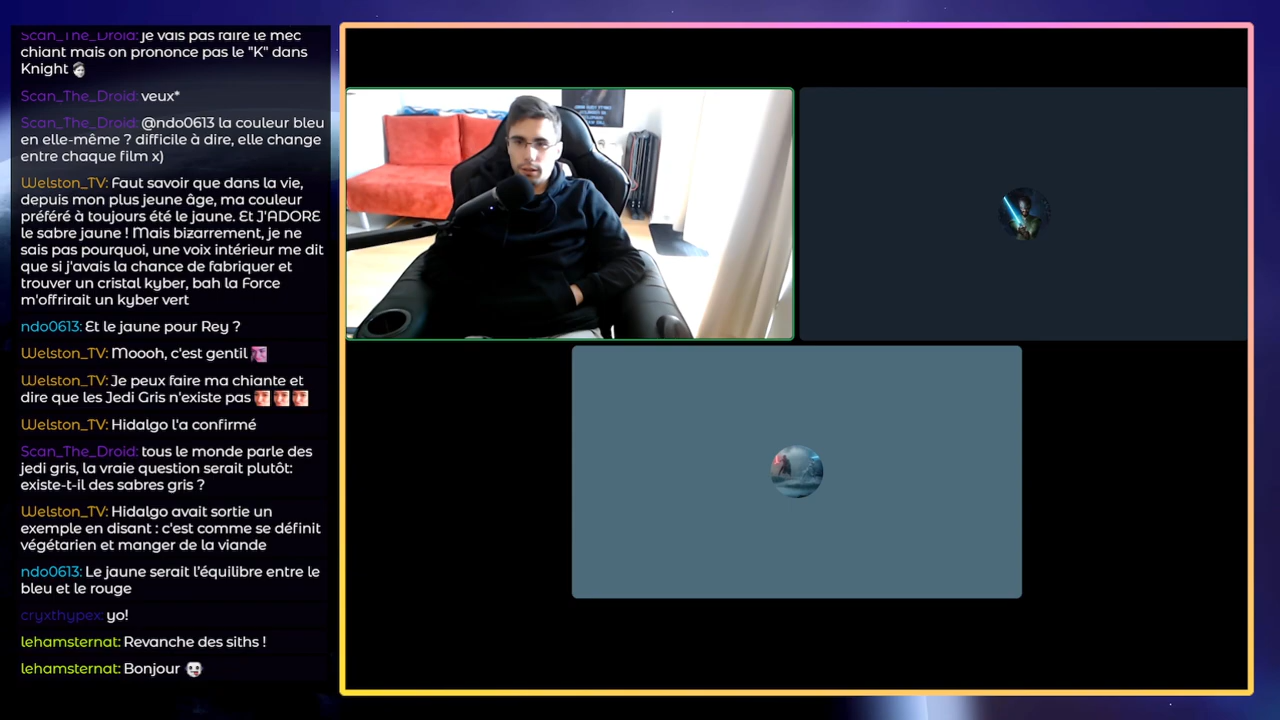 Scan_The_Droid: je vais pas faire le mec
chiant mais on prononce pas le "K" dans
Knight
Scan_The_Droid: veux*
Scan_The_Droid: @ndo0613 la couleur bleu
en elle-même ? difficile à dire, elle change
entre chaque film x)
Welston_TV: Faut savoir que dans la vie,
depuis mon plus jeune âge, ma couleur
préféré à toujours été le jaune. Et J'ADORE
le sabre jaune ! Mais bizarrement, je ne
sais pas pourquoi, une voix intérieur me dit
que si j'avais la chance de fabriquer et
trouver un cristal kyber, bah la Force
m'offrirait un kyber vert
ndo0613: Et le jaune pour Rey ?
Welston_TV: Moooh, c'est gentil
Welston_TV: Je peux faire ma chiante et
dire que les Jedi Gris n'existe pas
Welston_TV: Hidalgo l'a confirmé
Scan_The_Droid: tous le monde parle des
jedi gris, la vraie question serait plutôt:
existe-t-il des sabres gris ?
Welston_TV: Hidalgo avait sortie un
exemple en disant : c'est comme se définit
végétarien et manger de la viande
ndo0613: Le jaune serait l'équilibre entre le
bleu et le rouge
cryxthypex: yo!
lehamsternat: Revanche des siths !
lehamsternat: Bonjour